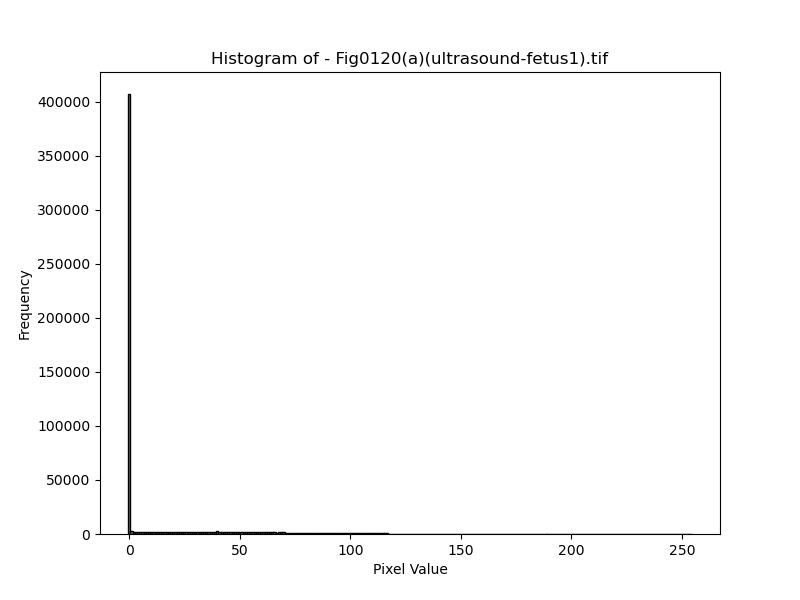 Histogram of - Fig0120(a)(ultrasound-fetus1).tif
400000
350000
300000
250000
200000
150000
100000
50000
0
Frequency
0 50 100 150 200 250
Pixel Value